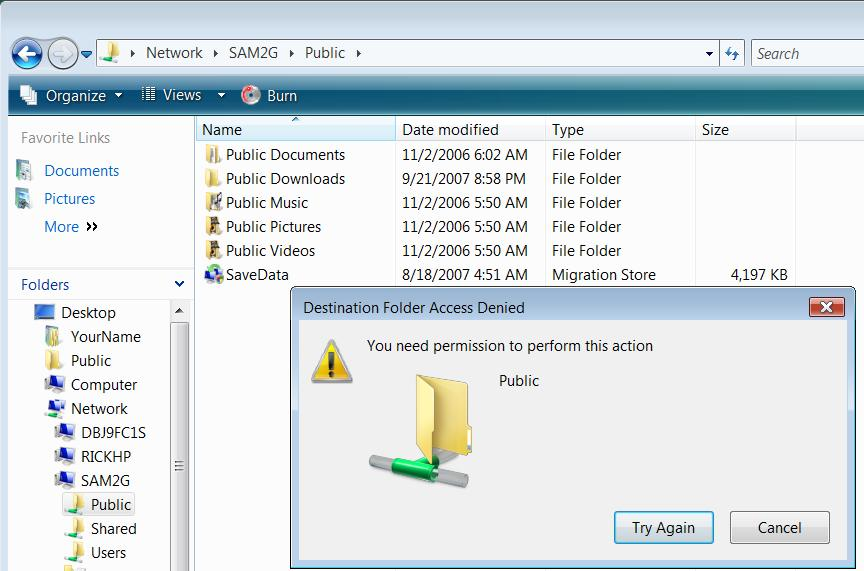 Network SAM2G Public Search
Organize Views Burn
Favorite Links
Documents
Pictures
More
Name Date modified Type Size
Public Documents 11/2/2006 6:02 AM File Folder
Public Downloads 9/21/2007 8:58 PM File Folder
Public Music 11/2/2006 5:50 AM File Folder
Public Pictures 11/2/2006 5:50 AM File Folder
Public Videos 11/2/2006 5:50 AM File Folder
SaveData 8/18/2007 4:51 AM Migration Store 4,197 KB
Folders
Desktop
YourName
Public
Computer
Network
DBJ9FC1S
RICKHP
SAM2G
Public
Shared
Users
Destination Folder Access Denied
You need permission to perform this action
Public
Try Again Cancel